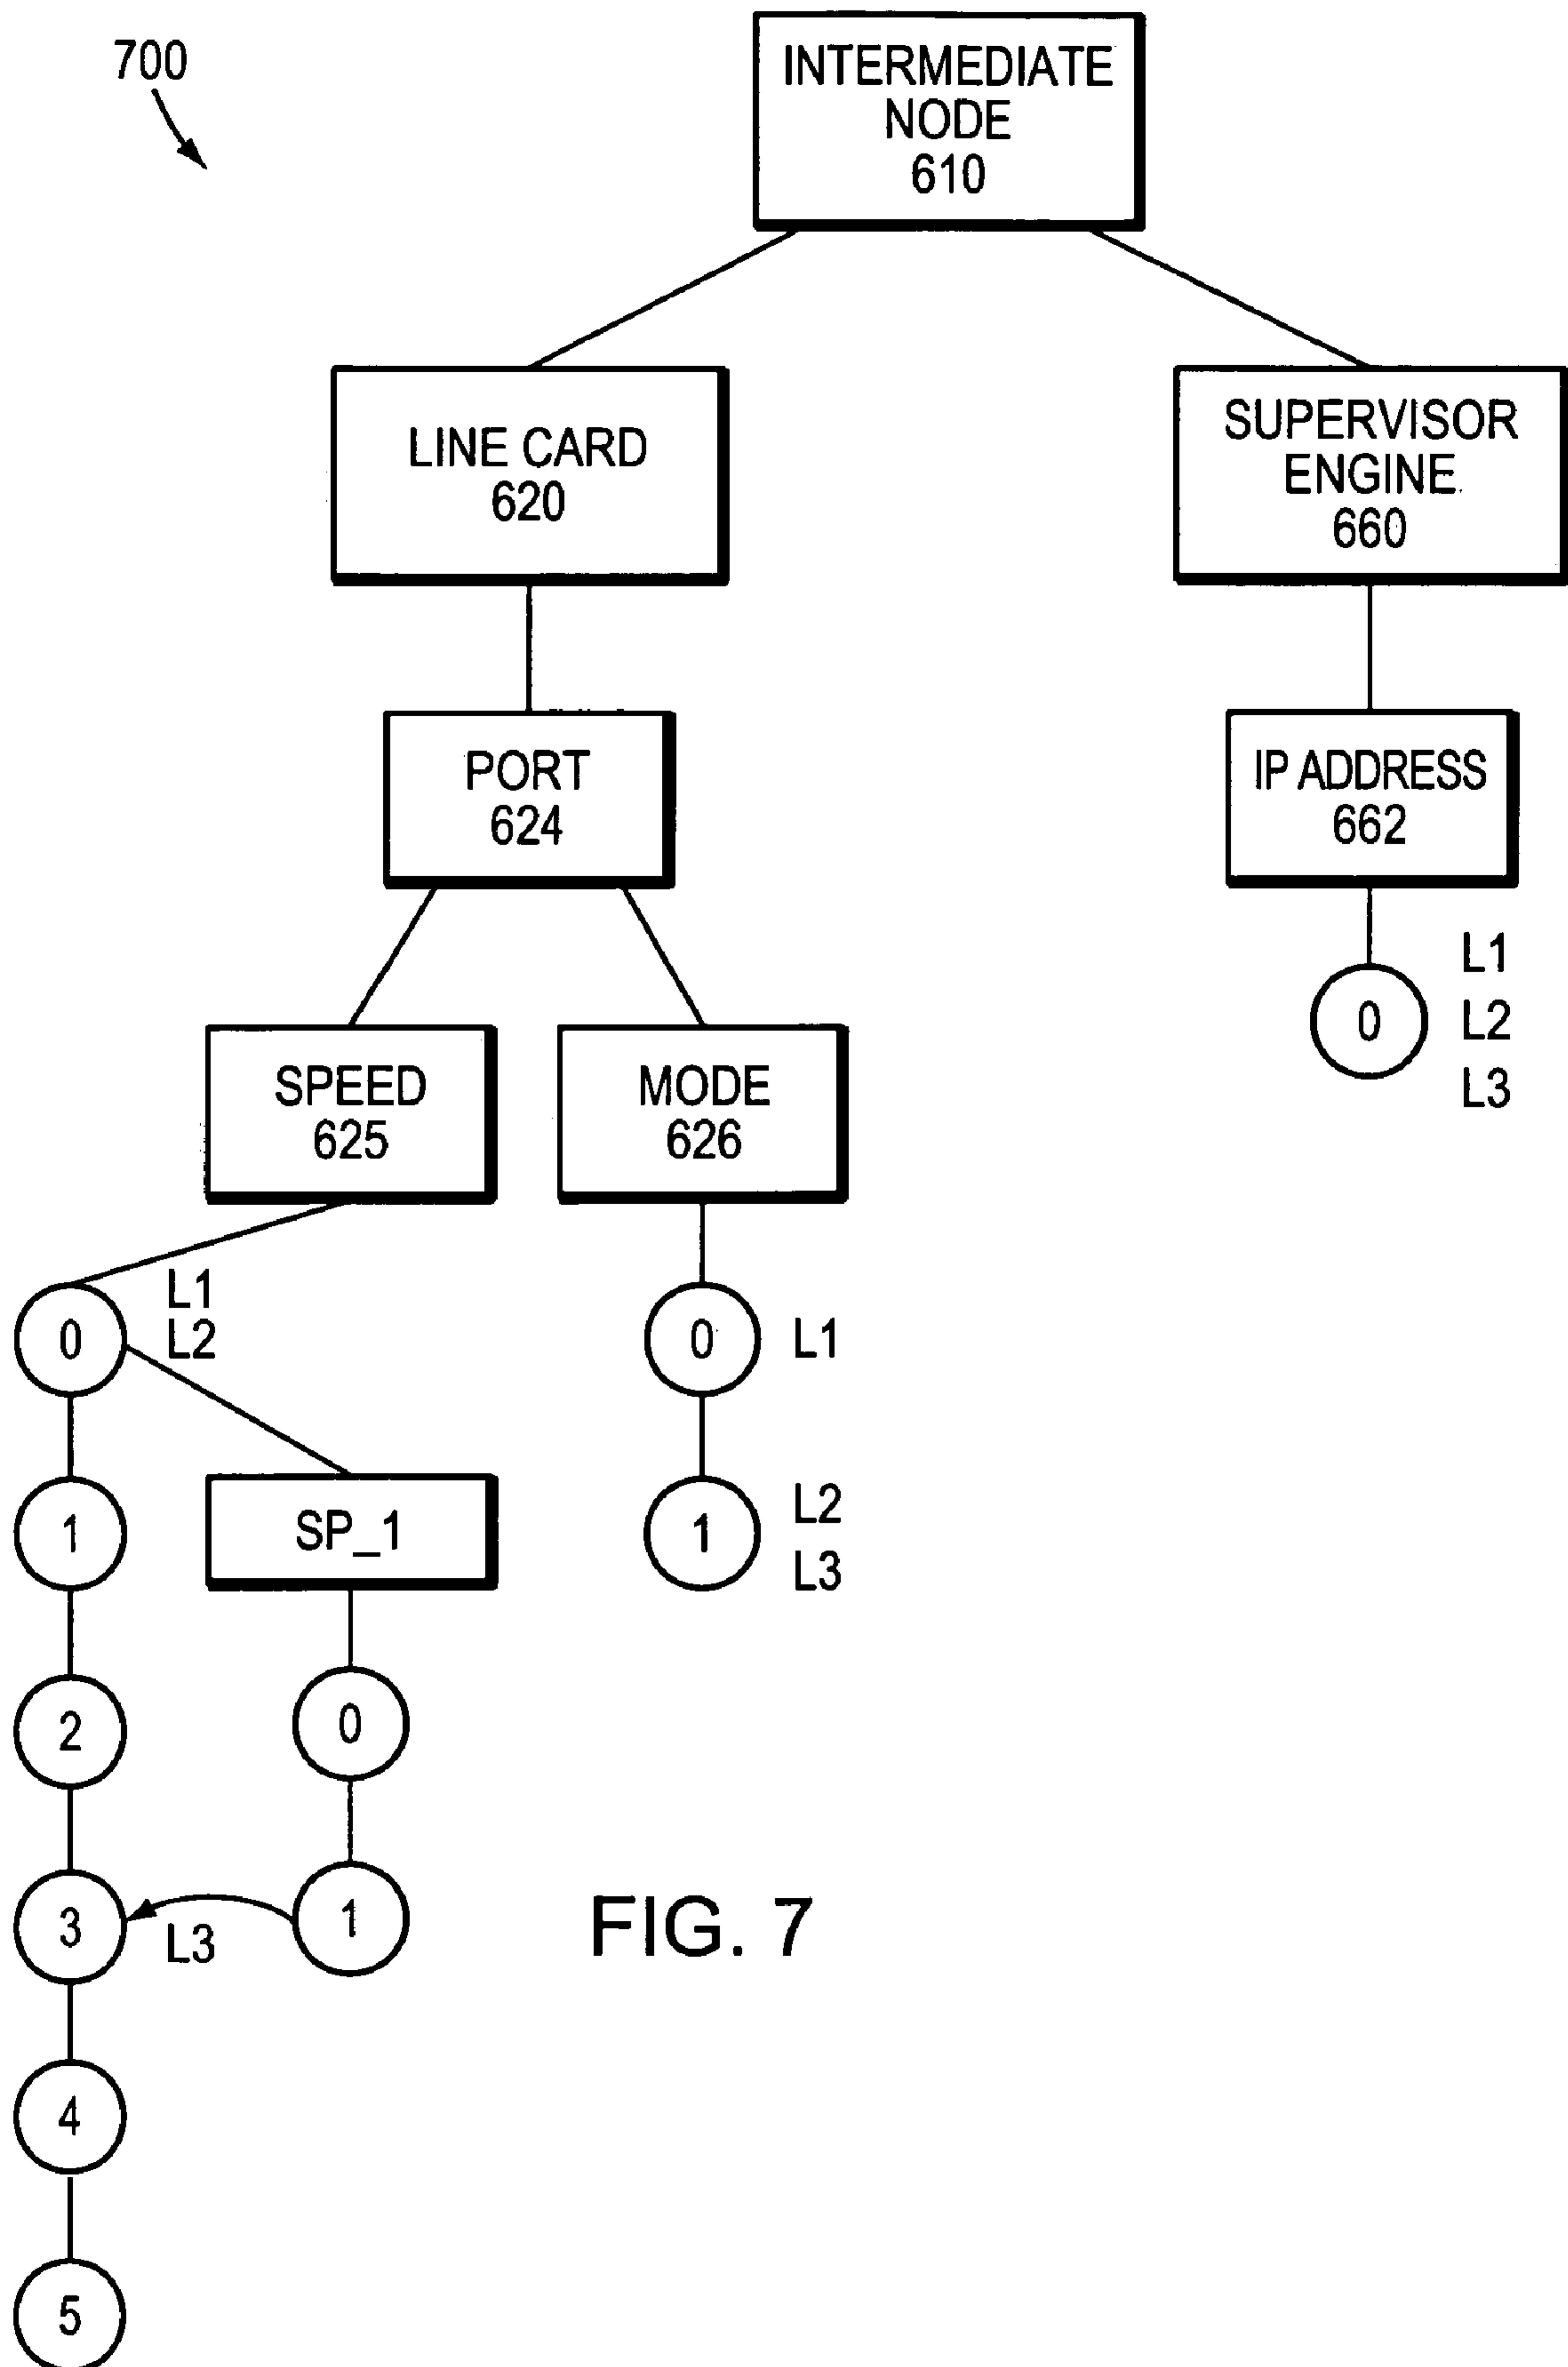 700
INTERMEDIATE
NODE
610
LINE CARD
620
SUPERVISOR
ENGINE
660
PORT
624
IP ADDRESS
662
0
L1
L2
L3
SPEED
625
MODE
626
0
L1
L2
0
L1
1
SP_1
1
L2
L3
2
0
3
L3
1
FIG. 7
4
5